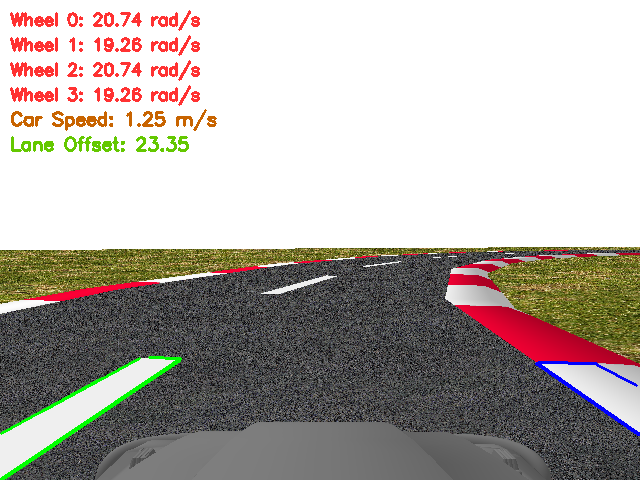 Wheel 0: 20.74 rad/s
Wheel 1: 19.26 rad/s
Wheel 2: 20.74 rad/s
Wheel 3: 19.26 rad/s
Car Speed: 1.25 m/s
Lane Offset: 23.35